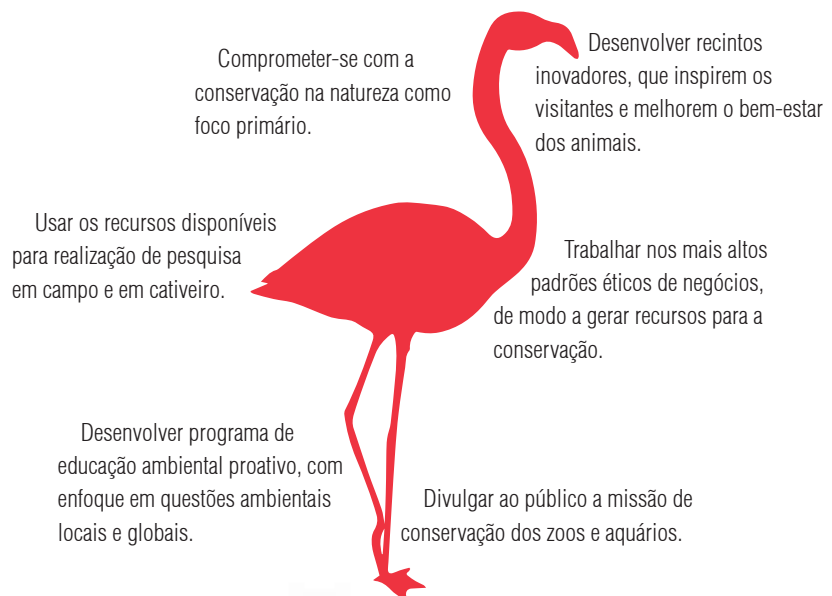 Comprometer-se com a
conservação na natureza como
foco primário.
Desenvolver recintos
inovadores, que inspirem os
visitantes e melhorem o bem-estar
dos animais.
Usar os recursos disponíveis
para realização de pesquisa
em campo e em cativeiro.
Trabalhar nos mais altos
padrões éticos de negócios,
de modo a gerar recursos para a
conservação.
Desenvolver programa de
educação ambiental proativo, com
enfoque em questões ambientais
locais e globais.
Divulgar ao público a missão de
conservação dos zoos e aquários.